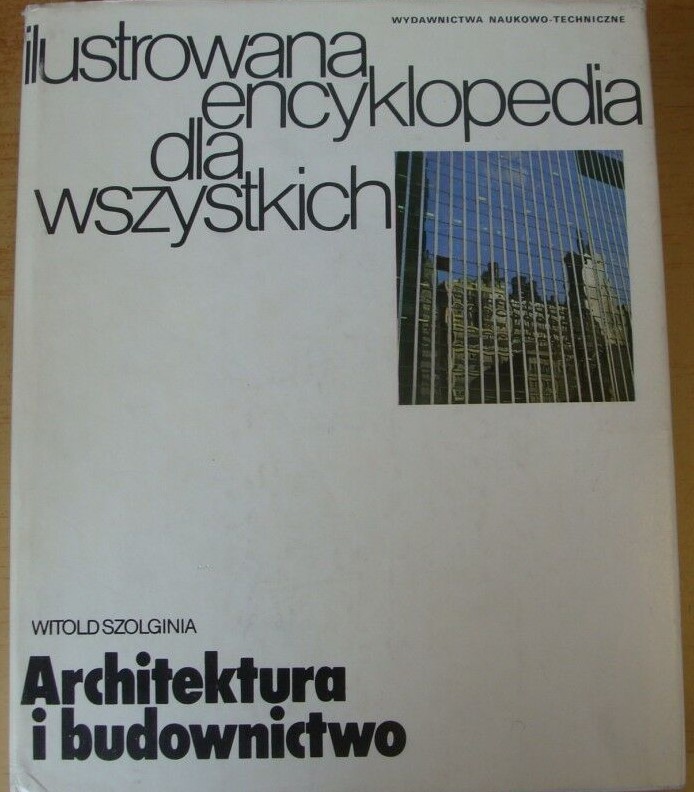 WYDAWNICTWA NAUKOWO-TECHNICZNE
ilustrowana
encyklopedia
dla
wszystkich
WITOLD SZOLGINIA
Architektura
i budownictwo